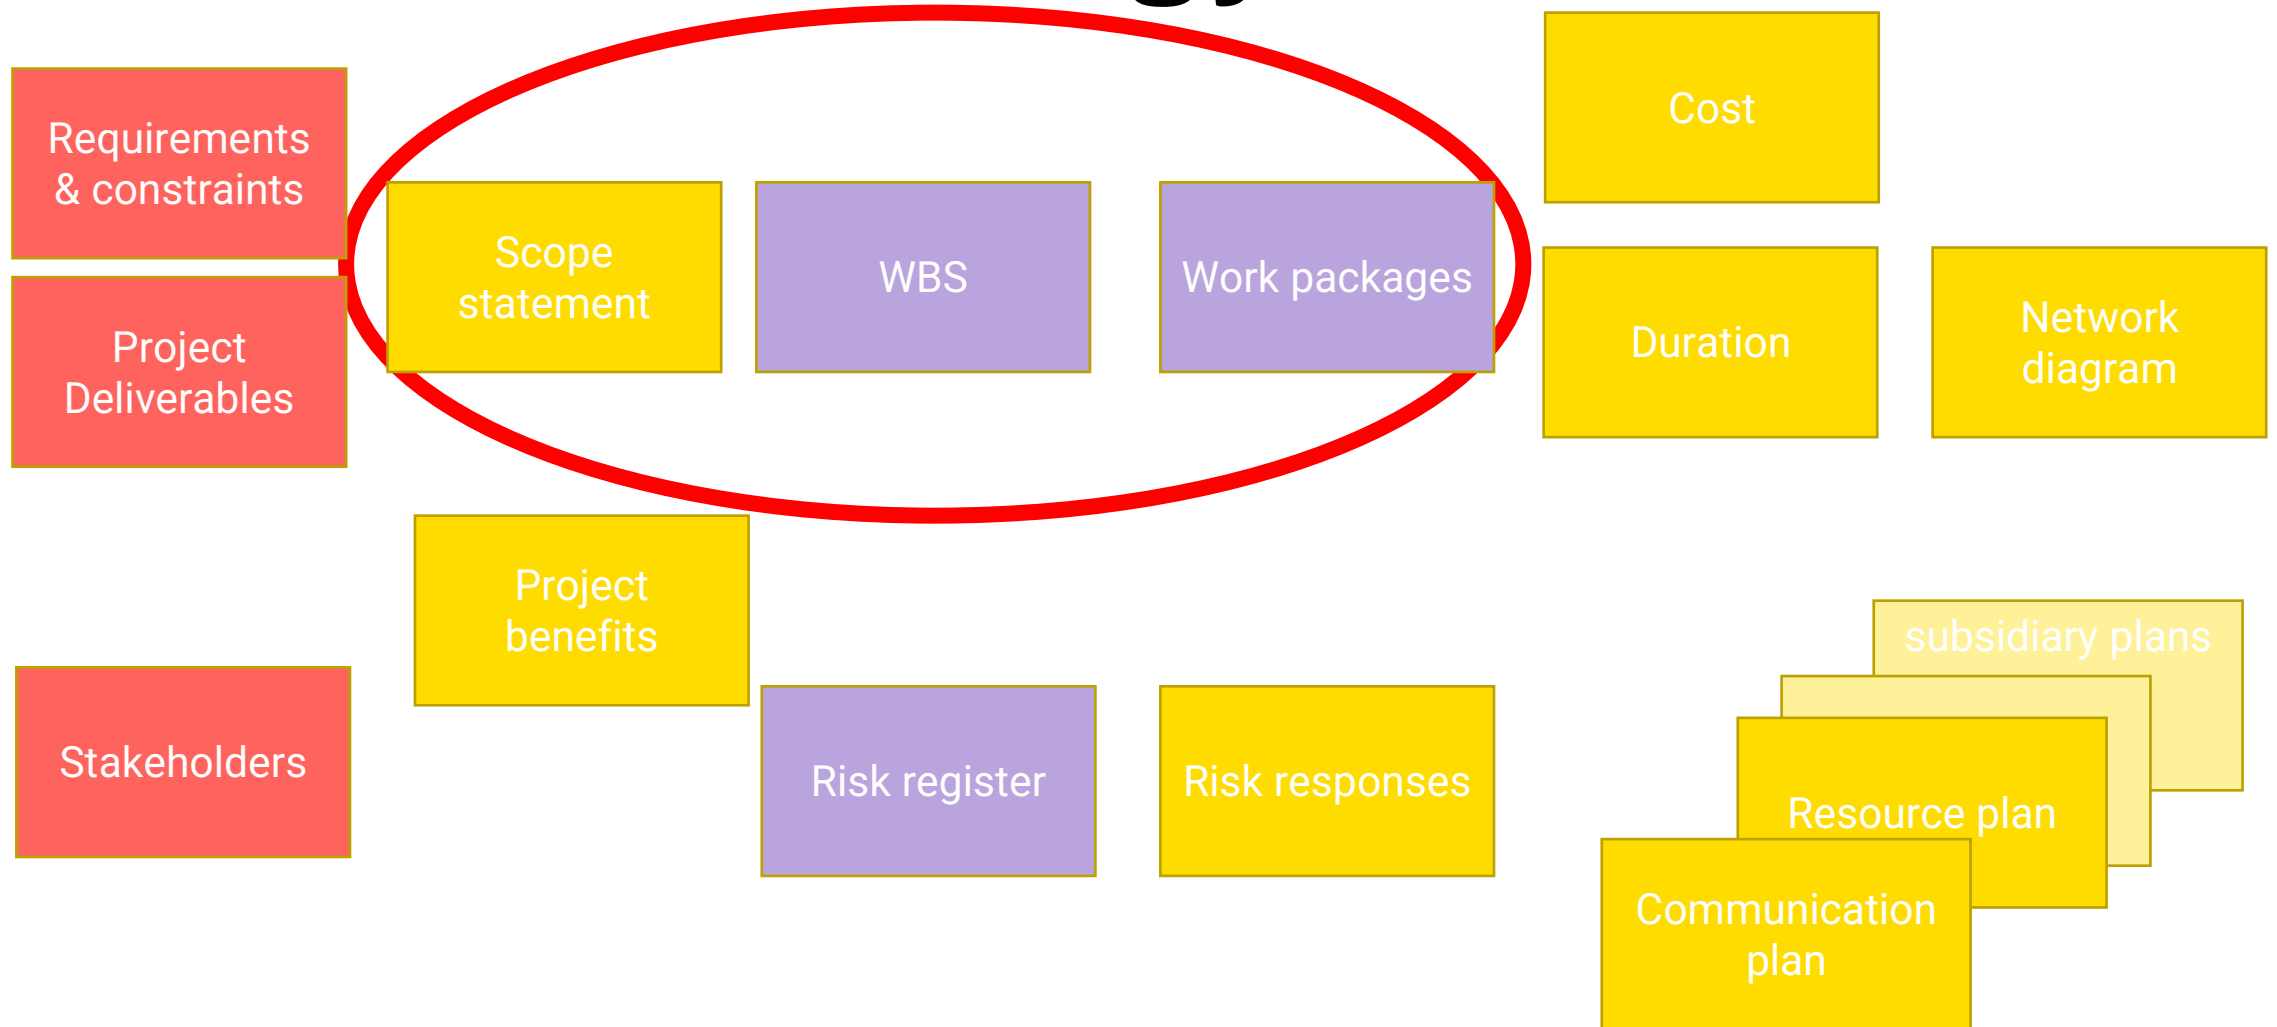 Requirements
& constraints
Project
Deliverables
Stakeholders
Scope
statement
WBS
Work packages
Project
benefits
Risk register
Risk responses
Cost
Duration
Network
diagram
subsidiary plans
Resource plan
Communication
plan